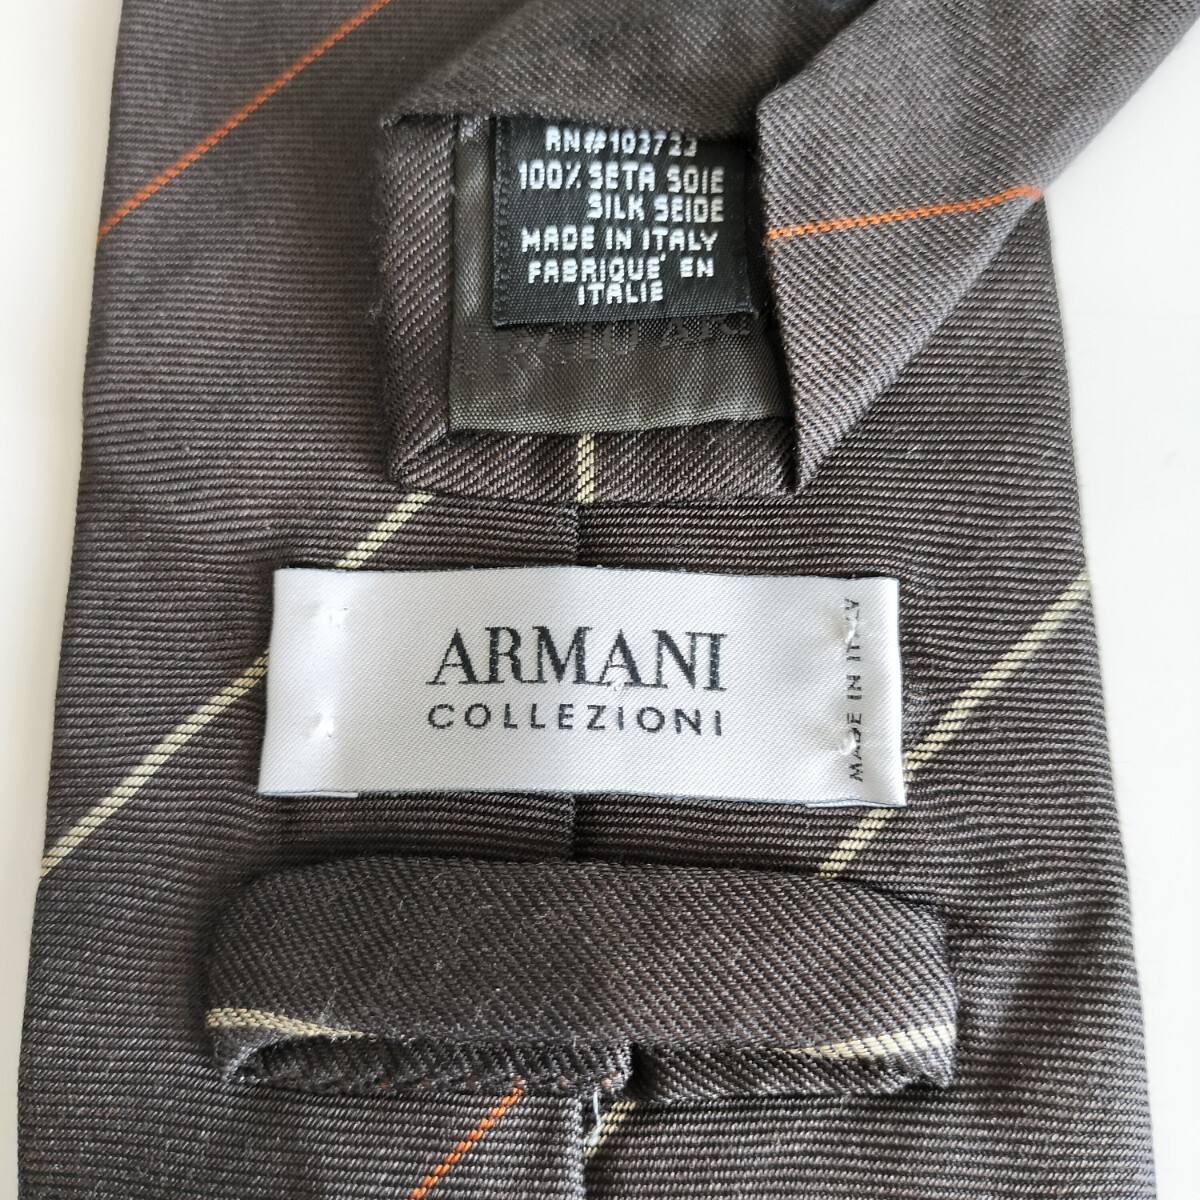 RN#103723
100% SETA SOIE
SILK SEIDE
MADE IN ITALY
FABRIQUE' EN
ITALIE
ARMANI
COLLEZIONI
MADE IN ITALY